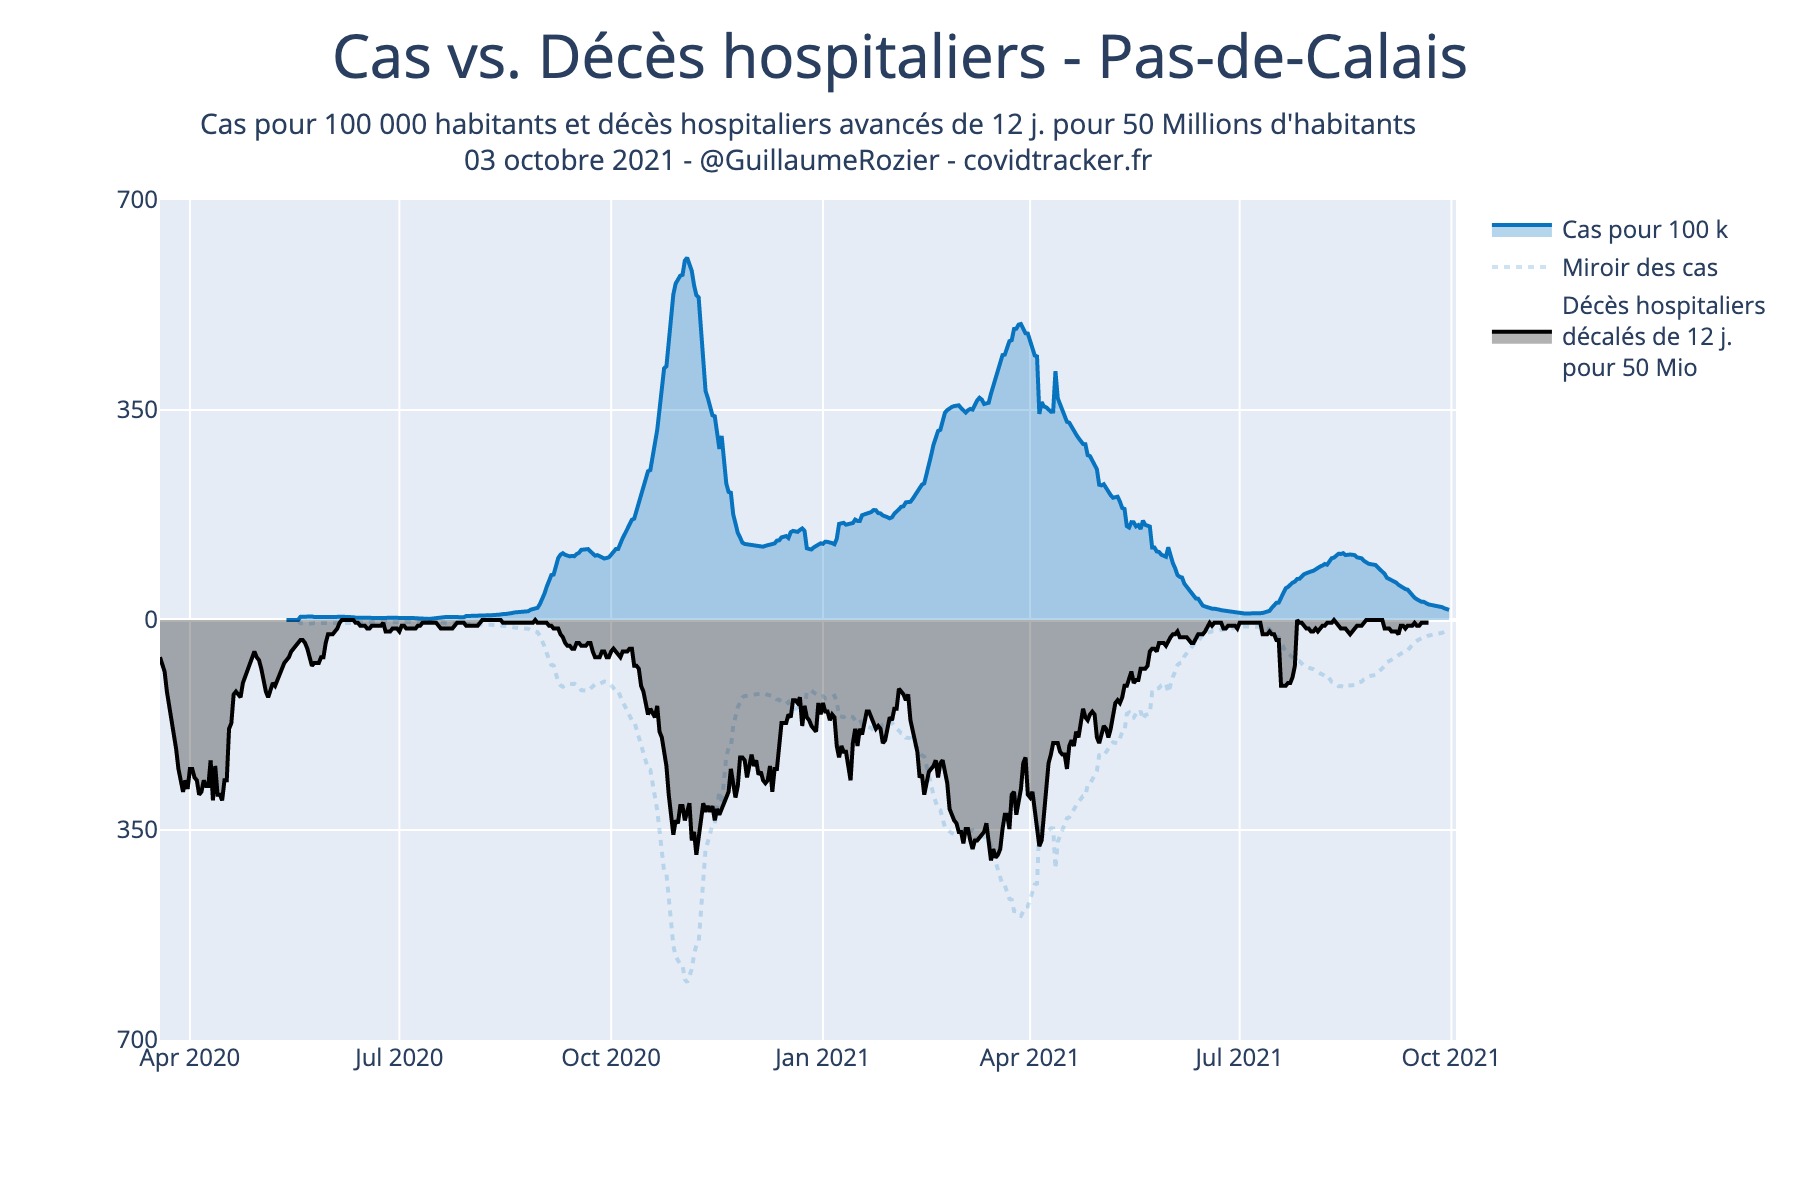 Cas vs. Décès hospitaliers - Pas-de-Calais
Cas pour 100 000 habitants et décès hospitaliers avancés de 12 j. pour 50 Millions d'habitants
03 octobre 2021 - @GuillaumeRozier - covidtracker.fr
700
350
0
350
700
Apr 2020
Jul 2020
Oct 2020
Jan 2021
Apr 2021
Jul 2021
Oct 2021
Cas pour 100 k
Miroir des cas
Décès hospitaliers
décalés de 12 j.
pour 50 Mio